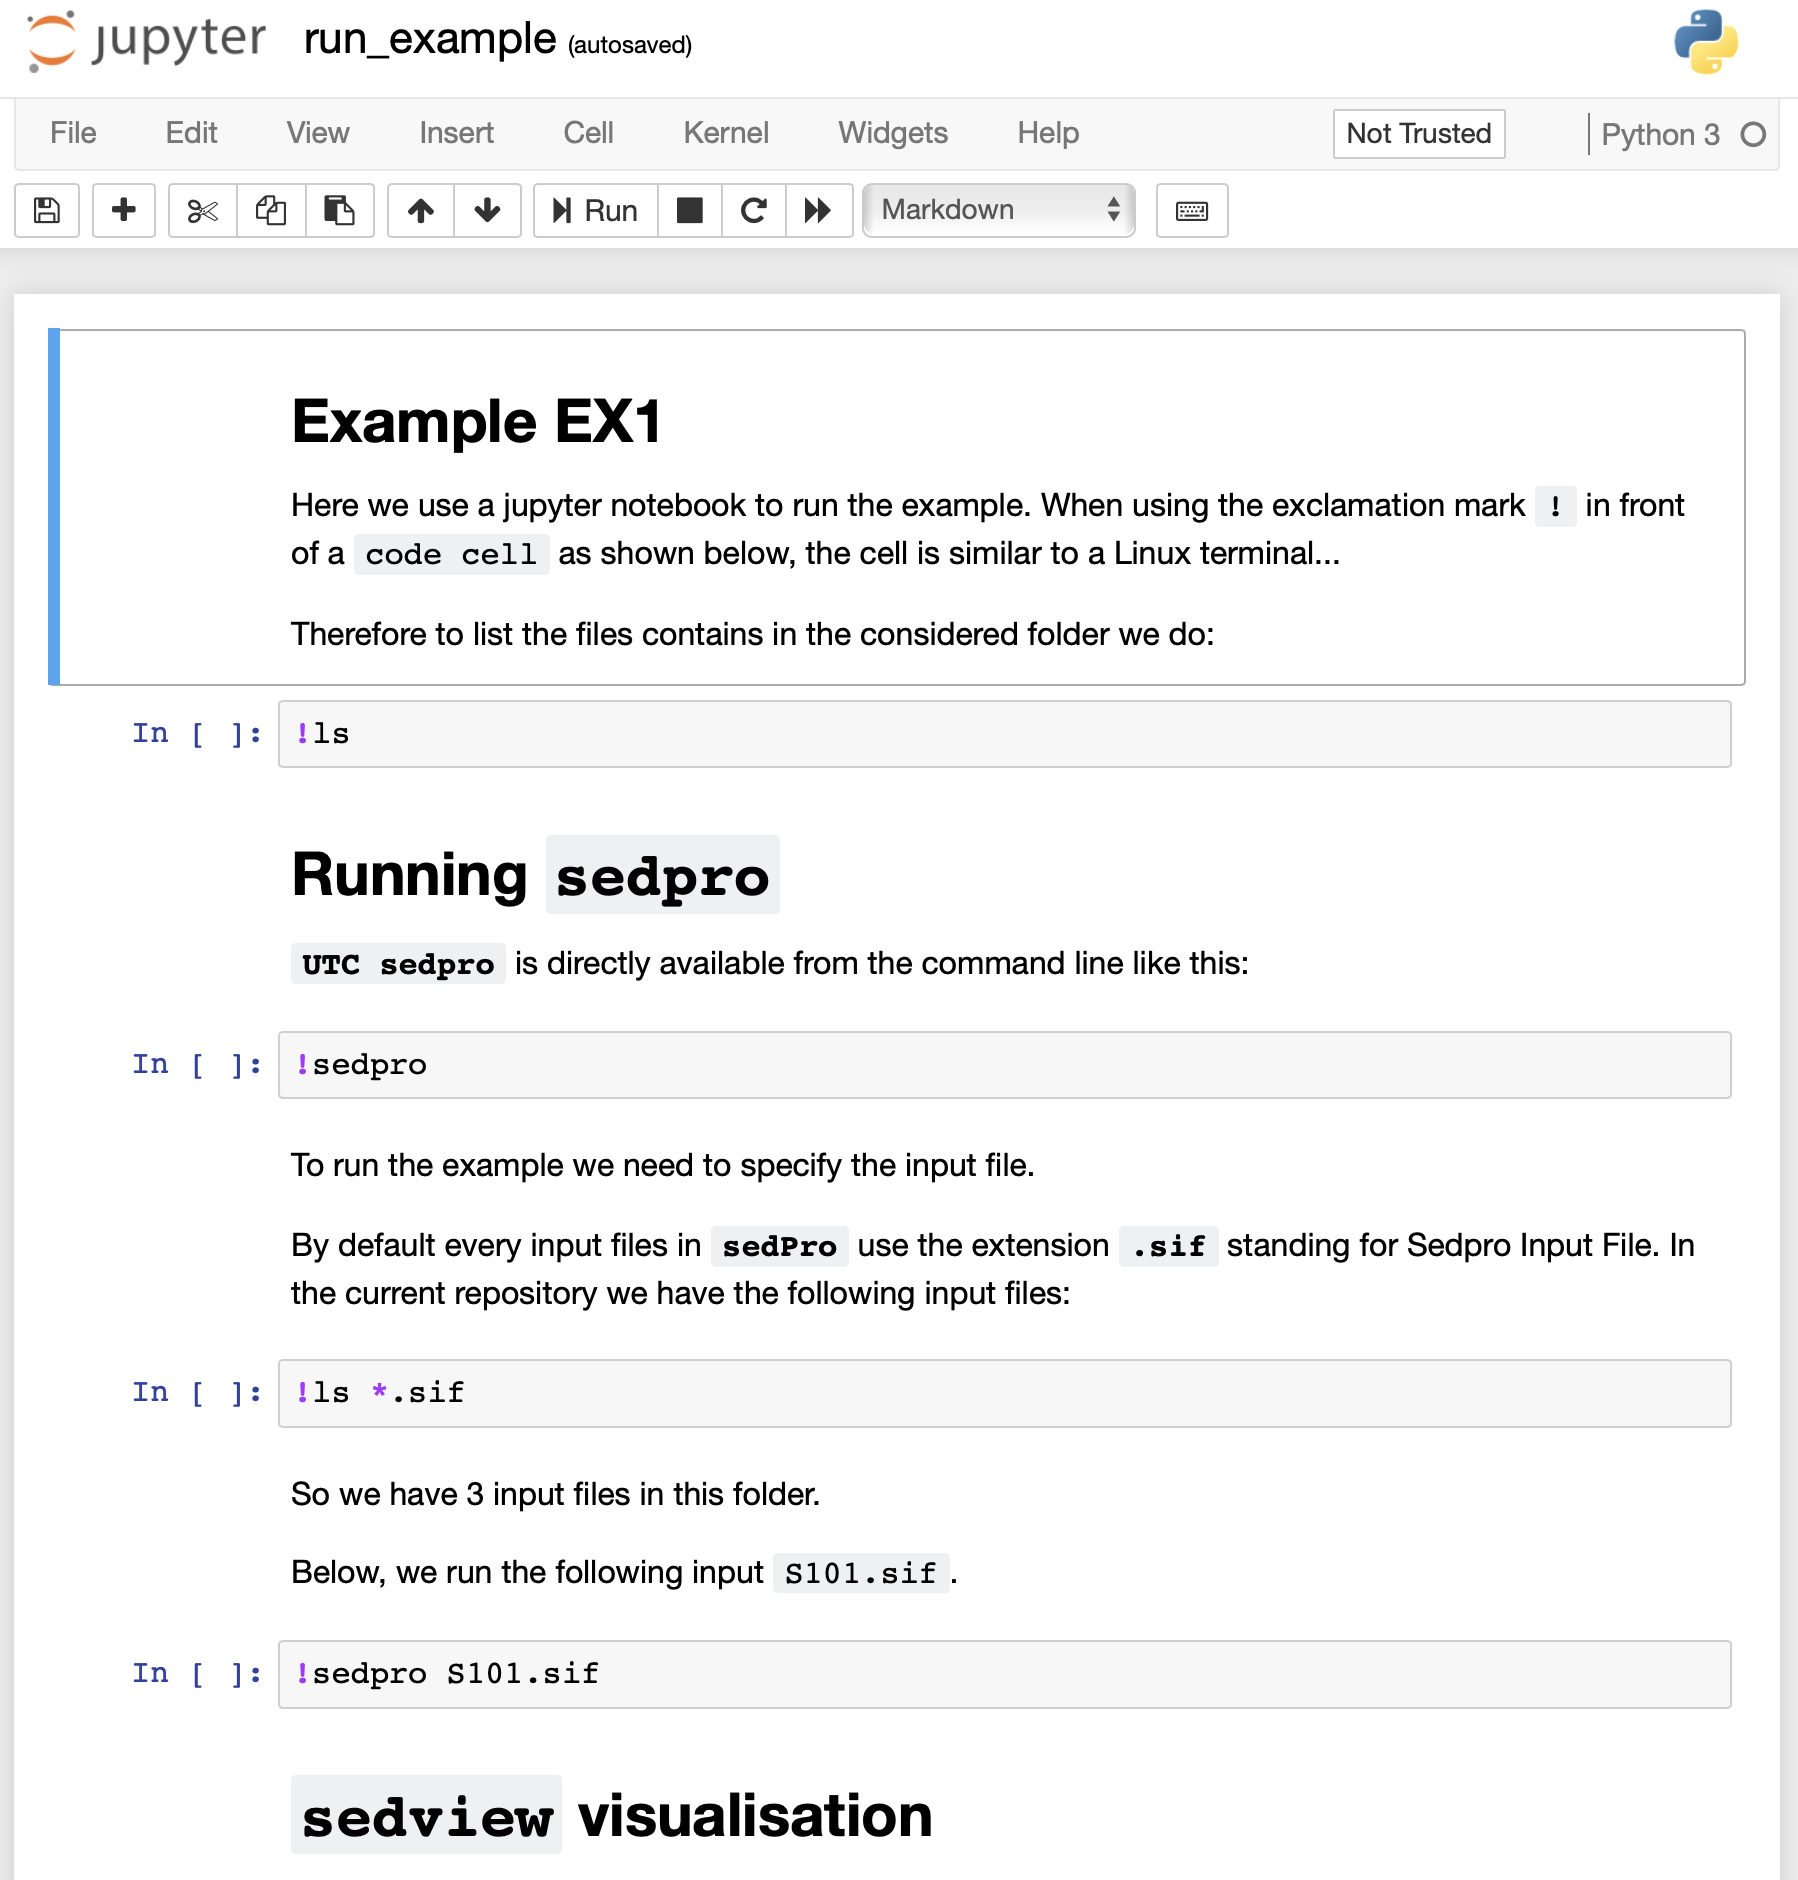 jupyter run_example (autosaved)
File Edit View Insert Cell Kernel Widgets Help Not Trusted Python 3
Run Markdown
Example EX1
Here we use a jupyter notebook to run the example. When using the exclamation mark ! in front
of a code cell as shown below, the cell is similar to a Linux terminal...
Therefore to list the files contains in the considered folder we do:
In [ ]: !ls
Running sedpro
UTC sedpro is directly available from the command line like this:
In [ ]: !sedpro
To run the example we need to specify the input file.
By default every input files in sedPro use the extension .sif standing for Sedpro Input File. In
the current repository we have the following input files:
In [ ]: !ls *.sif
So we have 3 input files in this folder.
Below, we run the following input S101.sif.
In [ ]: !sedpro S101.sif
sedview visualisation